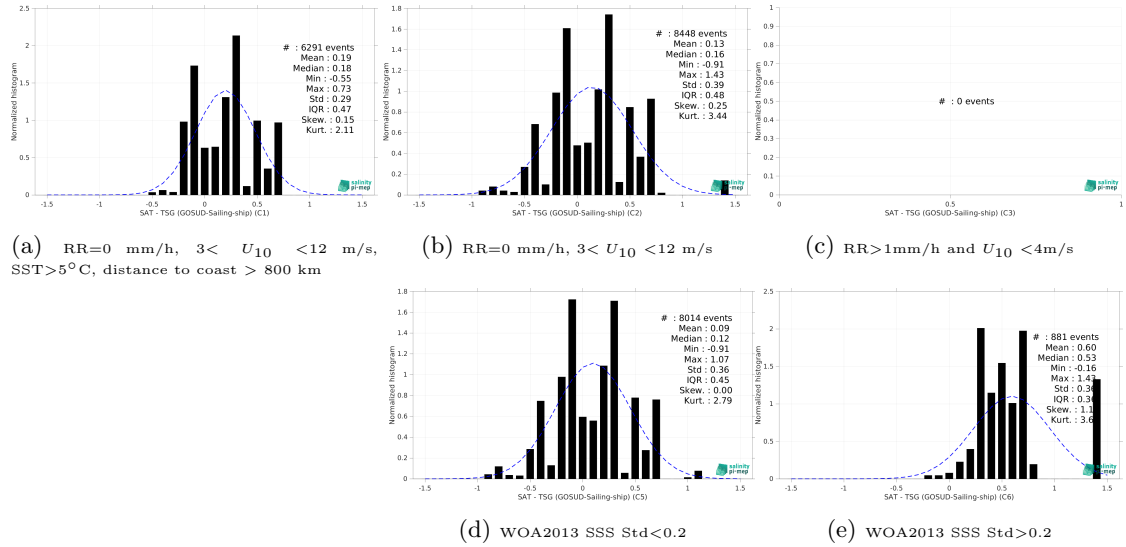 2.5
2
1.5
1
0.5
0
Normalized histogram
# : 6291 events
Mean : 0.19
Median : 0.18
Min : -0.55
Max : 0.73
Std : 0.29
IQR : 0.47
Skew. : 0.15
Kurt. : 2.11
salinity
pi-mep
-1.5 -1 -0.5 0 0.5 1 1.5
SAT - TSG (GOSUD-Sailing-ship) (C1)
(a) RR=0 mm/h, 3< U10 <12 m/s,
SST>5°C, distance to coast > 800 km
1.8
1.6
1.4
1.2
1
0.8
0.6
0.4
0.2
0
Normalized histogram
# : 8448 events
Mean : 0.13
Median : 0.16
Min : -0.91
Max : 1.43
Std : 0.39
IQR : 0.48
Skew. : 0.25
Kurt. : 3.44
salinity
pi-mep
-1.5 -1 -0.5 0 0.5 1 1.5
SAT - TSG (GOSUD-Sailing-ship) (C2)
(b) RR=0 mm/h, 3< U10 <12 m/s
1
0.9
0.8
0.7
0.6
0.5
0.4
0.3
0.2
0.1
0
Normalized histogram
# : 0 events
salinity
pi-mep
0 0.5 1
SAT - TSG (GOSUD-Sailing-ship) (C3)
(c) RR>1mm/h and U10 <4m/s
1.8
1.6
1.4
1.2
1
0.8
0.6
0.4
0.2
0
Normalized histogram
# : 8014 events
Mean : 0.09
Median : 0.12
Min : -0.91
Max : 1.07
Std : 0.36
IQR : 0.45
Skew. : 0.00
Kurt. : 2.79
salinity
pi-mep
-1.5 -1 -0.5 0 0.5 1 1.5
SAT - TSG (GOSUD-Sailing-ship) (C5)
(d) WOA2013 SSS Std<0.2
2.5
2
1.5
1
0.5
0
Normalized histogram
# : 881 events
Mean : 0.60
Median : 0.53
Min : -0.16
Max : 1.43
Std : 0.36
IQR : 0.36
Skew. : 1.1
Kurt. : 3.6
salinity
pi-mep
-1.5 -1 -0.5 0 0.5 1 1.5
SAT - TSG (GOSUD-Sailing-ship) (C6)
(e) WOA2013 SSS Std>0.2